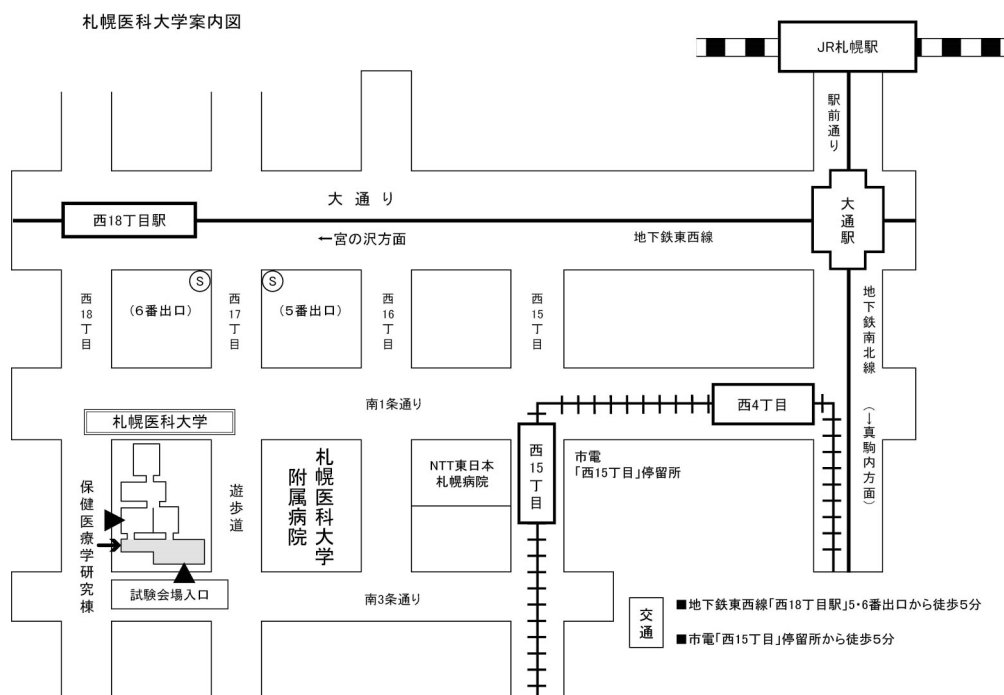 札幌医科大学案内図
JR札幌駅
駅前通り
大通り
西18丁目駅
大通駅
←宮の沢方面
地下鉄東西線
S
S
西18丁目
(6番出口)
西17丁目
(5番出口)
西16丁目
西15丁目
地下鉄南北線
(→真駒内方面)
南1条通り
西4丁目
札幌医科大学
西15丁目
市電
「西15丁目」停留所
NTT東日本
札幌病院
札幌医科大学
附属病院
遊歩道
保健医療学研究棟
試験会場入口
南3条通り
交通
■地下鉄東西線「西18丁目駅」5・6番出口から徒歩5分
■市電「西15丁目」停留所から徒歩5分